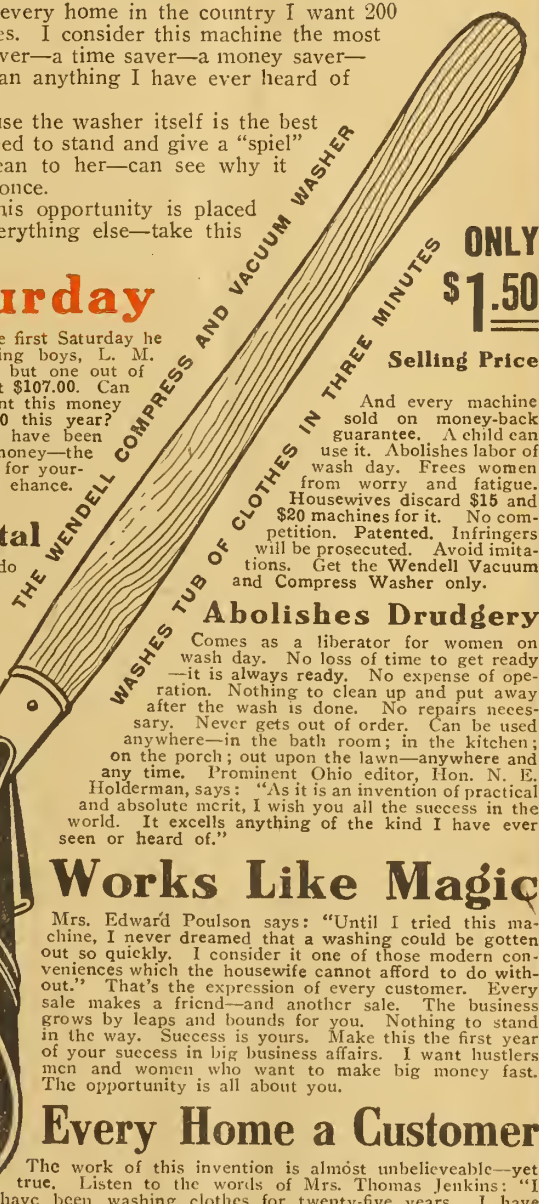 every home in the country I want 200
es. I consider this machine the most
ver—a time saver—a money saver—
an anything I have ever heard of
use the washer itself is the best
ed to stand and give a "spiel"
ean to her—can see why it
once.
his opportunity is placed
erything else—take this
urday
e first Saturday he
ing boys, L. M.
but one out of
t $107.00. Can
nt this money
0 this year?
have been
money—the
for your-
ehance.
tal
do
THE WENDELL COMPRESS AND VACUUM WASHER
WASHES TUB OF CLOTHES IN THREE MINUTES
ONLY
$1.50
Selling Price
And every machine
sold on money-back
guarantee. A child can
use it. Abolishes labor of
wash day. Frees women
from worry and fatigue.
Housewives discard $15 and
$20 machines for it. No com-
petition. Patented. Infringers
will be prosecuted. Avoid imita-
tions. Get the Wendell Vacuum
and Compress Washer only.
Abolishes Drudgery
Comes as a liberator for women on
wash day. No loss of time to get ready
—it is always ready. No expense of ope-
ration. Nothing to clean up and put away
after the wash is done. No repairs neces-
sary. Never gets out of order. Can be used
anywhere—in the bath room; in the kitchen;
on the porch; out upon the lawn—anywhere and
any time. Prominent Ohio editor, Hon. N. E.
Holderman, says: "As it is an invention of practical
and absolute merit, I wish you all the success in the
world. It excells anything of the kind I have ever
seen or heard of."
Works Like Magic
Mrs. Edward Poulson says: "Until I tried this ma-
chine, I never dreamed that a washing could be gotten
out so quickly. I consider it one of those modern con-
veniences which the housewife cannot afford to do with-
out." That's the expression of every customer. Every
sale makes a friend—and another sale. The business
grows by leaps and bounds for you. Nothing to stand
in the way. Success is yours. Make this the first year
of your success in big business affairs. I want hustlers
men and women who want to make big money fast.
The opportunity is all about you.
Every Home a Customer
The work of this invention is almost unbelieveable—yet
true. Listen to the words of Mrs. Thomas Jenkins: "I
have been washing clothes for twenty-five years. I have